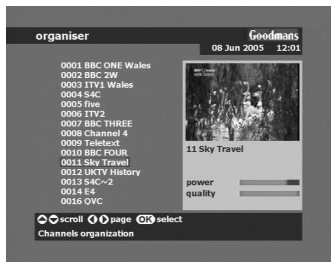 organiser
Goodmans
08 Jun 2005 12:01
0001 BBC ONE Wales
0002 BBC 2W
0003 ITV1 Wales
0004 S4C
0005 five
0006 ITV2
0007 BBC THREE
0008 Channel 4
0009 Teletext
0010 BBC FOUR
0011 Sky Travel
0012 UKTV History
0013 S4C~2
0014 E4
0016 QVC
11 Sky Travel
power
quality
scroll page OK select
Channels organization